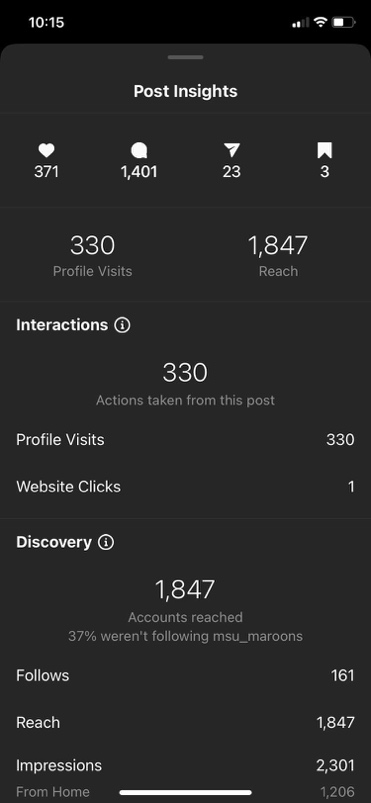 10:15
Post Insights
371 1,401 23 3
330 1,847
Profile Visits Reach
Interactions
330
Actions taken from this post
Profile Visits 330
Website Clicks 1
Discovery
1,847
Accounts reached
37% weren't following msu_maroons
Follows 161
Reach 1,847
Impressions 2,301
From Home 1,206